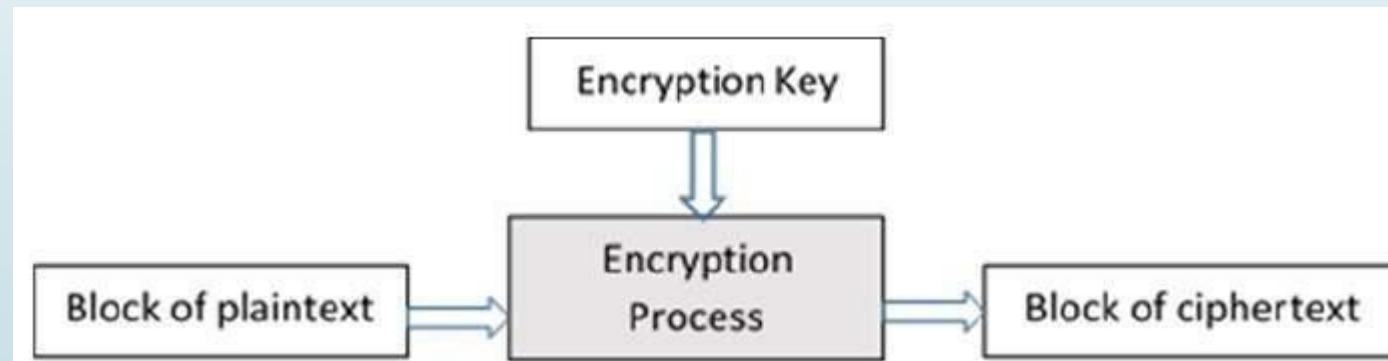 Encryption Key
Block of plaintext
Encryption
Process
Block of ciphertext